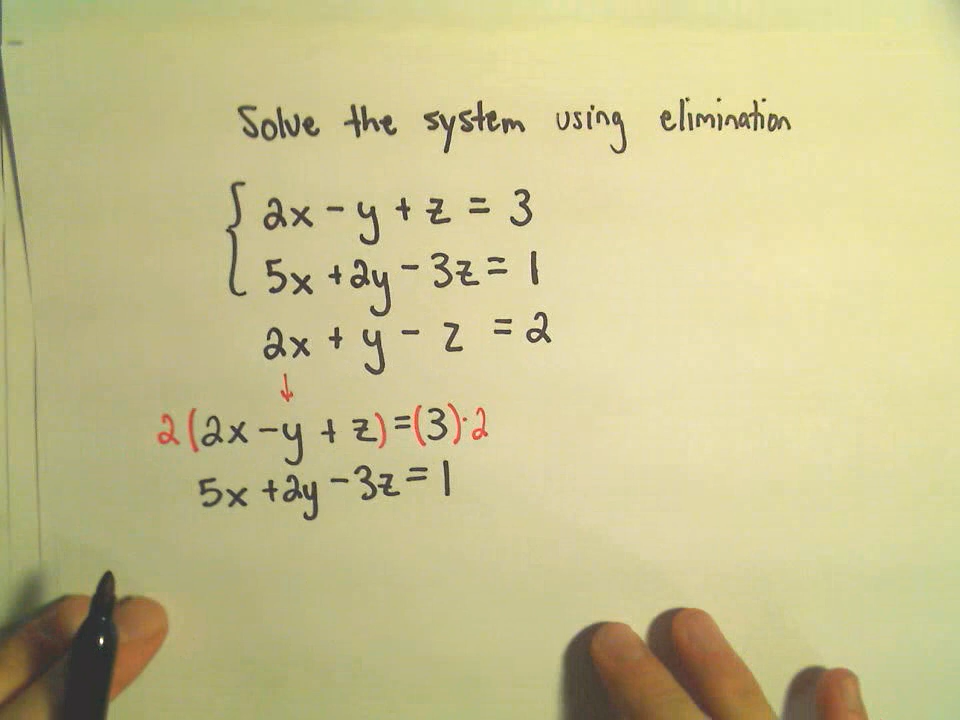 Solve the system using elimination
2x - y + z = 3
5x + 2y - 3z = 1
2x + y - z = 2
2(2x - y + z) = (3)·2
5x + 2y - 3z = 1